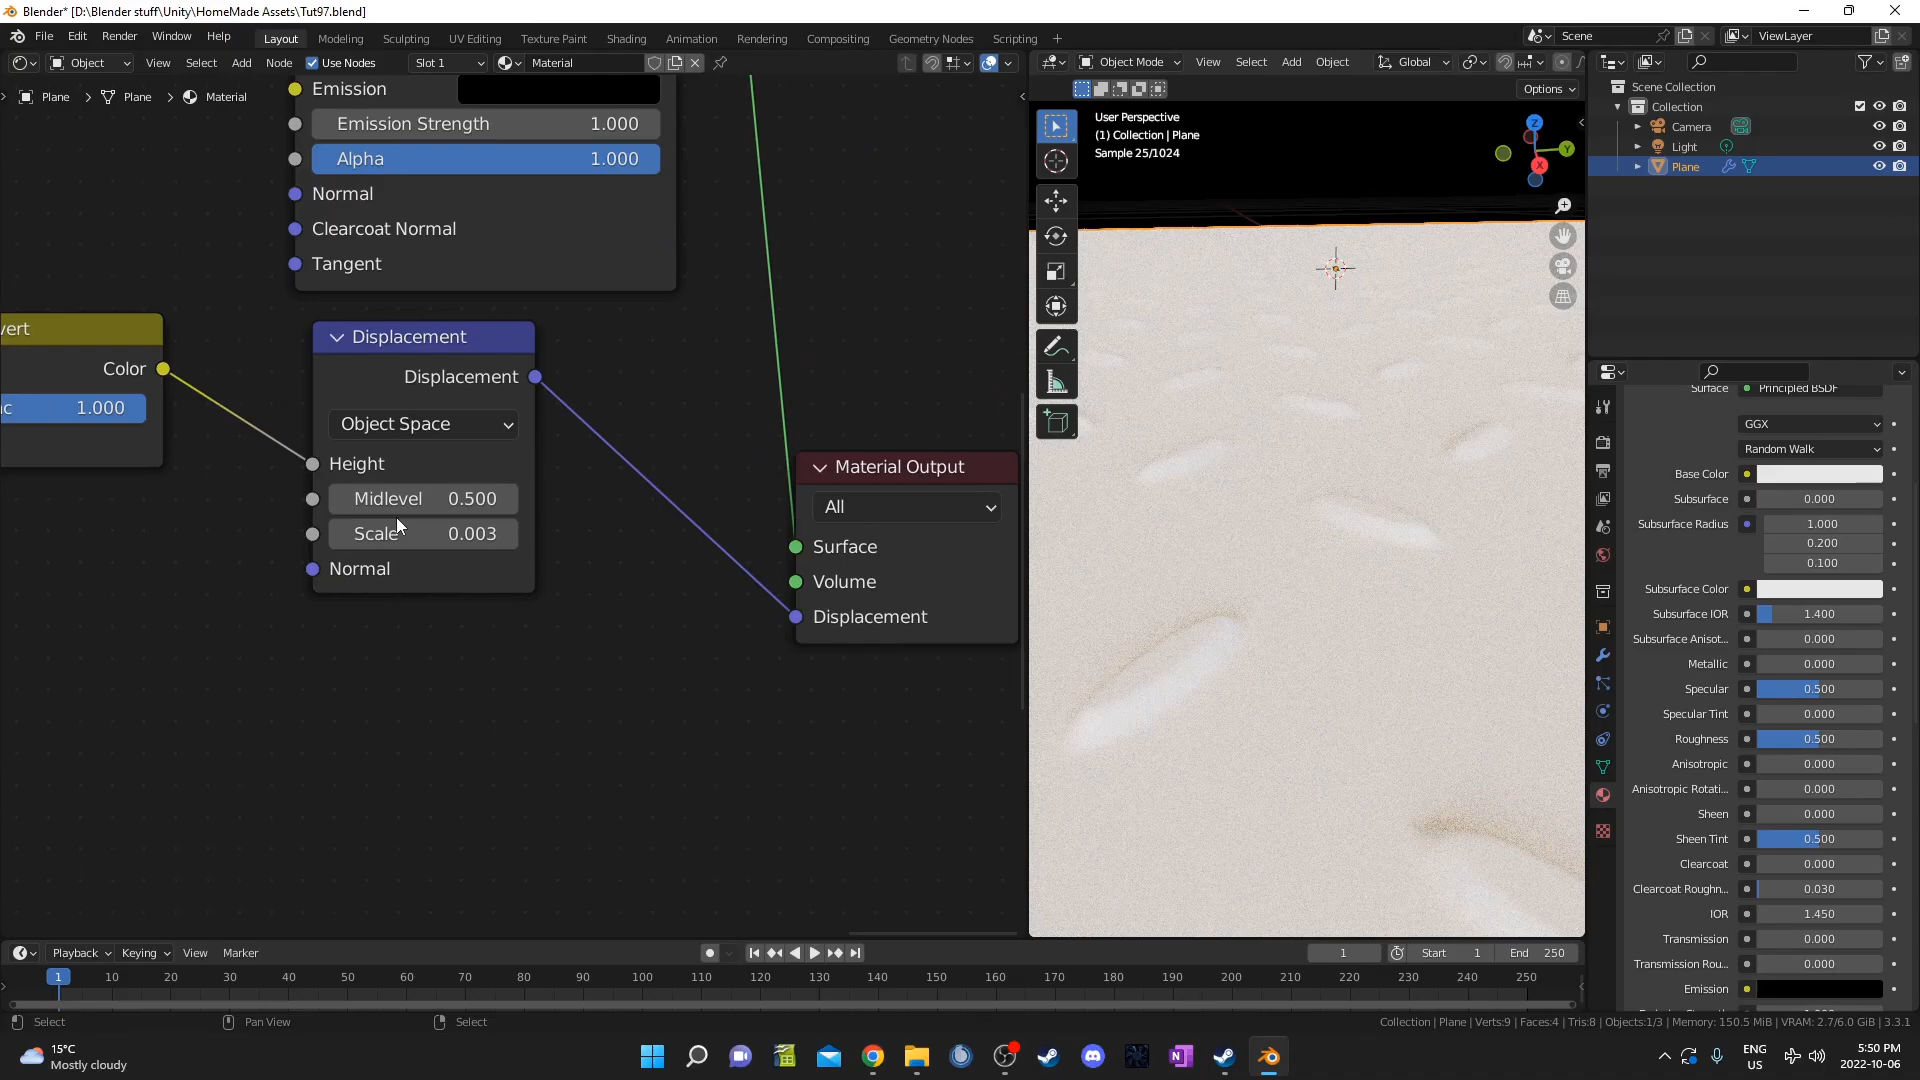 Blender* [D:\Blender stuff\Unity\HomeMade Assets\Tut97.blend]
File Edit Render Window Help Layout Modeling Sculpting UV Editing Texture Paint Shading Animation Rendering Compositing Geometry Nodes Scripting + Scene ViewLayer
Object View Select Add Node Use Nodes Slot 1 Material
Object Mode View Select Add Object Global
Plane > Plane > Material
Options
Emission
Emission Strength 1.000
Alpha 1.000
Normal
Clearcoat Normal
Tangent
vert
Color
ac 1.000
Displacement
Displacement
Object Space
Height
Midlevel 0.500
Scale 0.003
Normal
Material Output
All
Surface
Volume
Displacement
User Perspective
(1) Collection | Plane
Sample 25/1024
Z
Y
X
Scene Collection
Collection
Camera
Light
Plane
Surface Principled BSDF
GGX
Random Walk
Base Color
Subsurface 0.000
Subsurface Radius 1.000
0.200
0.100
Subsurface Color
Subsurface IOR 1.400
Subsurface Anisot... 0.000
Metallic 0.000
Specular 0.500
Specular Tint 0.000
Roughness 0.500
Anisotropic 0.000
Anisotropic Rotati... 0.000
Sheen 0.000
Sheen Tint 0.500
Clearcoat 0.000
Clearcoat Roughn... 0.030
IOR 1.450
Transmission 0.000
Transmission Rou... 0.000
Emission
Playback Keying View Marker 1 Start 1 End 250
1 10 20 30 40 50 60 70 80 90 100 110 120 130 140 150 160 170 180 190 200 210 220 230 240 250
Select Pan View Select Collection | Plane | Verts:9 | Faces:4 | Tris:8 | Objects:1/3 | Memory: 150.5 MiB | VRAM: 2.7/6.0 GiB | 3.3.1
15°C
Mostly cloudy
ENG
US
5:50 PM
2022-10-06